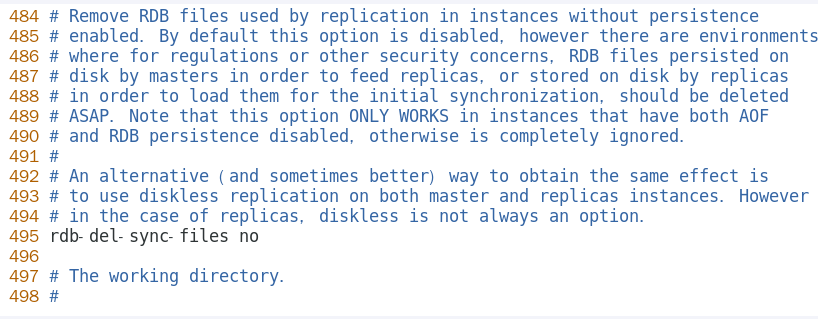 484 # Remove RDB files used by replication in instances without persistence
485 # enabled. By default this option is disabled, however there are environments
486 # where for regulations or other security concerns, RDB files persisted on
487 # disk by masters in order to feed replicas, or stored on disk by replicas
488 # in order to load them for the initial synchronization, should be deleted
489 # ASAP. Note that this option ONLY WORKS in instances that have both AOF
490 # and RDB persistence disabled, otherwise is completely ignored.
491 #
492 # An alternative (and sometimes better) way to obtain the same effect is
493 # to use diskless replication on both master and replicas instances. However
494 # in the case of replicas, diskless is not always an option.
495 rdb-del-sync-files no
496
497 # The working directory.
498 #